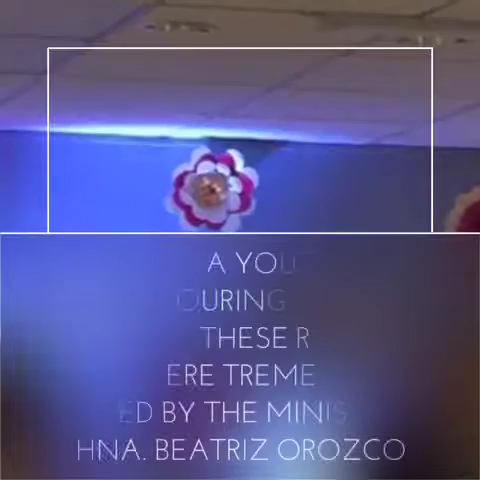 A YOU
OURING
THESE R
ERE TREME
ED BY THE MINIS
HNA. BEATRIZ OROZCO